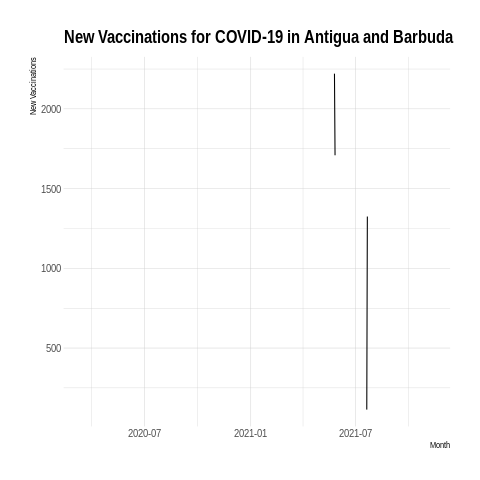 New Vaccinations for COVID-19 in Antigua and Barbuda
New Vaccinations
2000
1500
1000
500
2020-07
2021-01
2021-07
Month